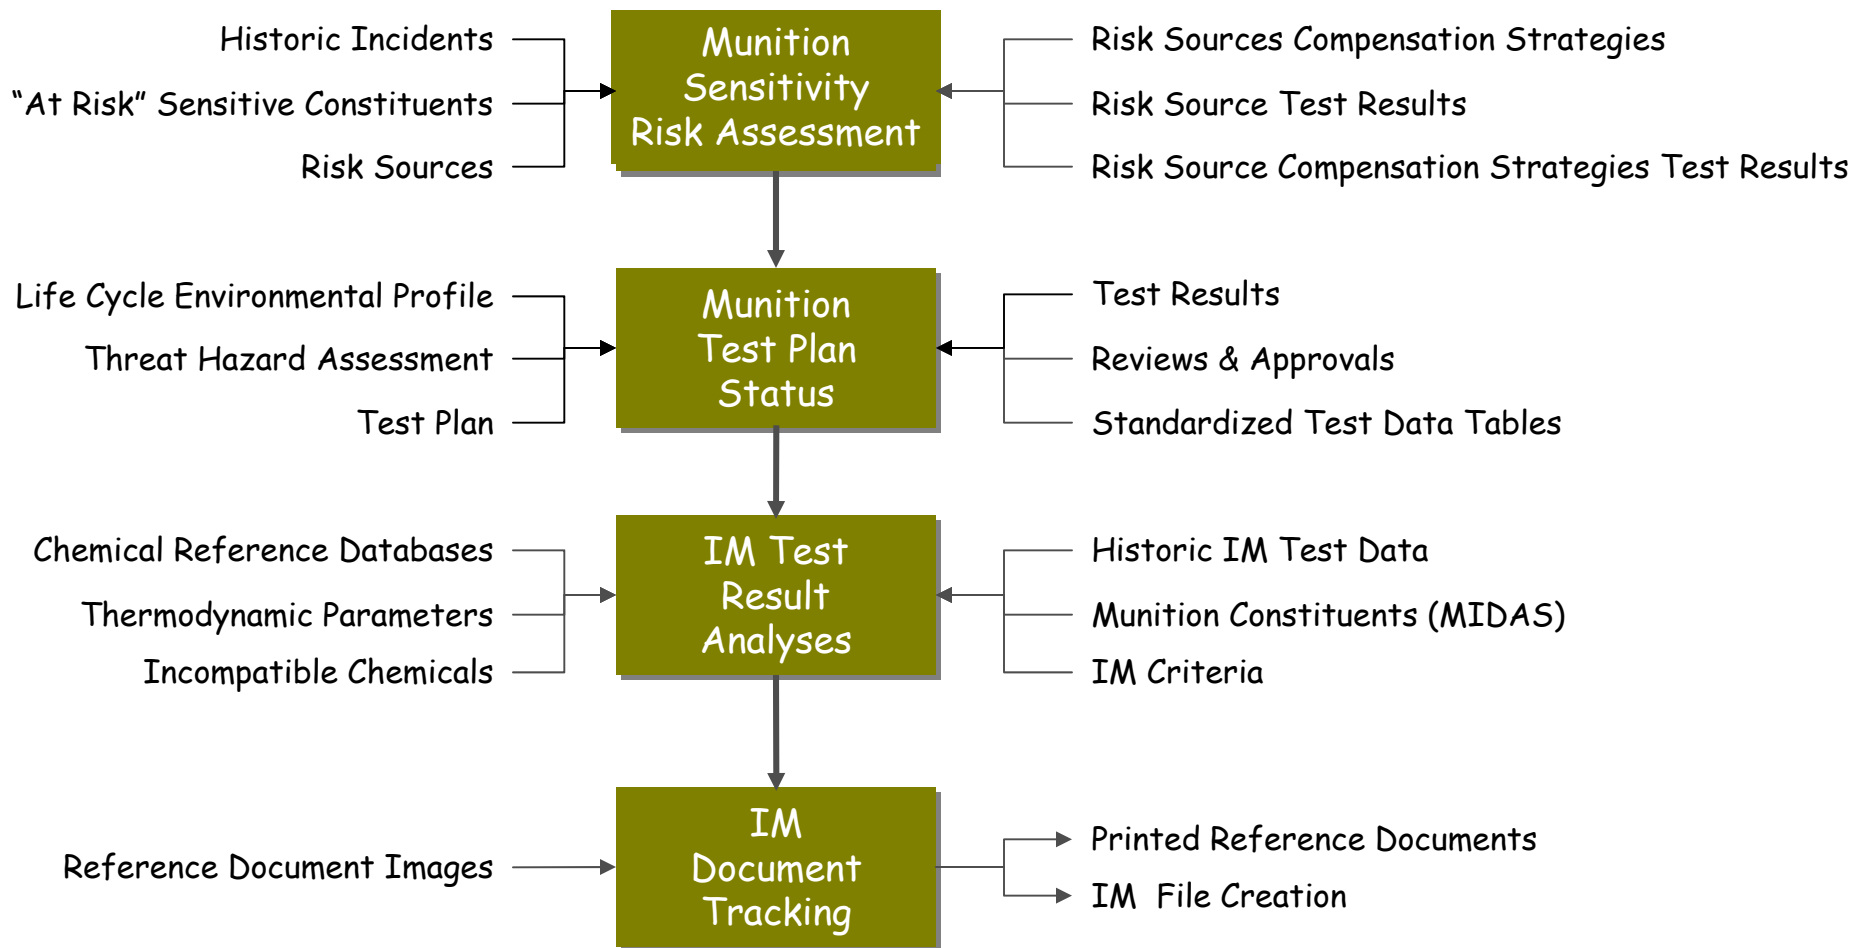 Historic Incidents
“At Risk” Sensitive Constituents
Risk Sources
Munition
Sensitivity
Risk Assessment
Risk Sources Compensation Strategies
Risk Source Test Results
Risk Source Compensation Strategies Test Results
Life Cycle Environmental Profile
Threat Hazard Assessment
Test Plan
Munition
Test Plan
Status
Test Results
Reviews & Approvals
Standardized Test Data Tables
Chemical Reference Databases
Thermodynamic Parameters
Incompatible Chemicals
IM Test
Result
Analyses
Historic IM Test Data
Munition Constituents (MIDAS)
IM Criteria
Reference Document Images
IM
Document
Tracking
Printed Reference Documents
IM  File Creation